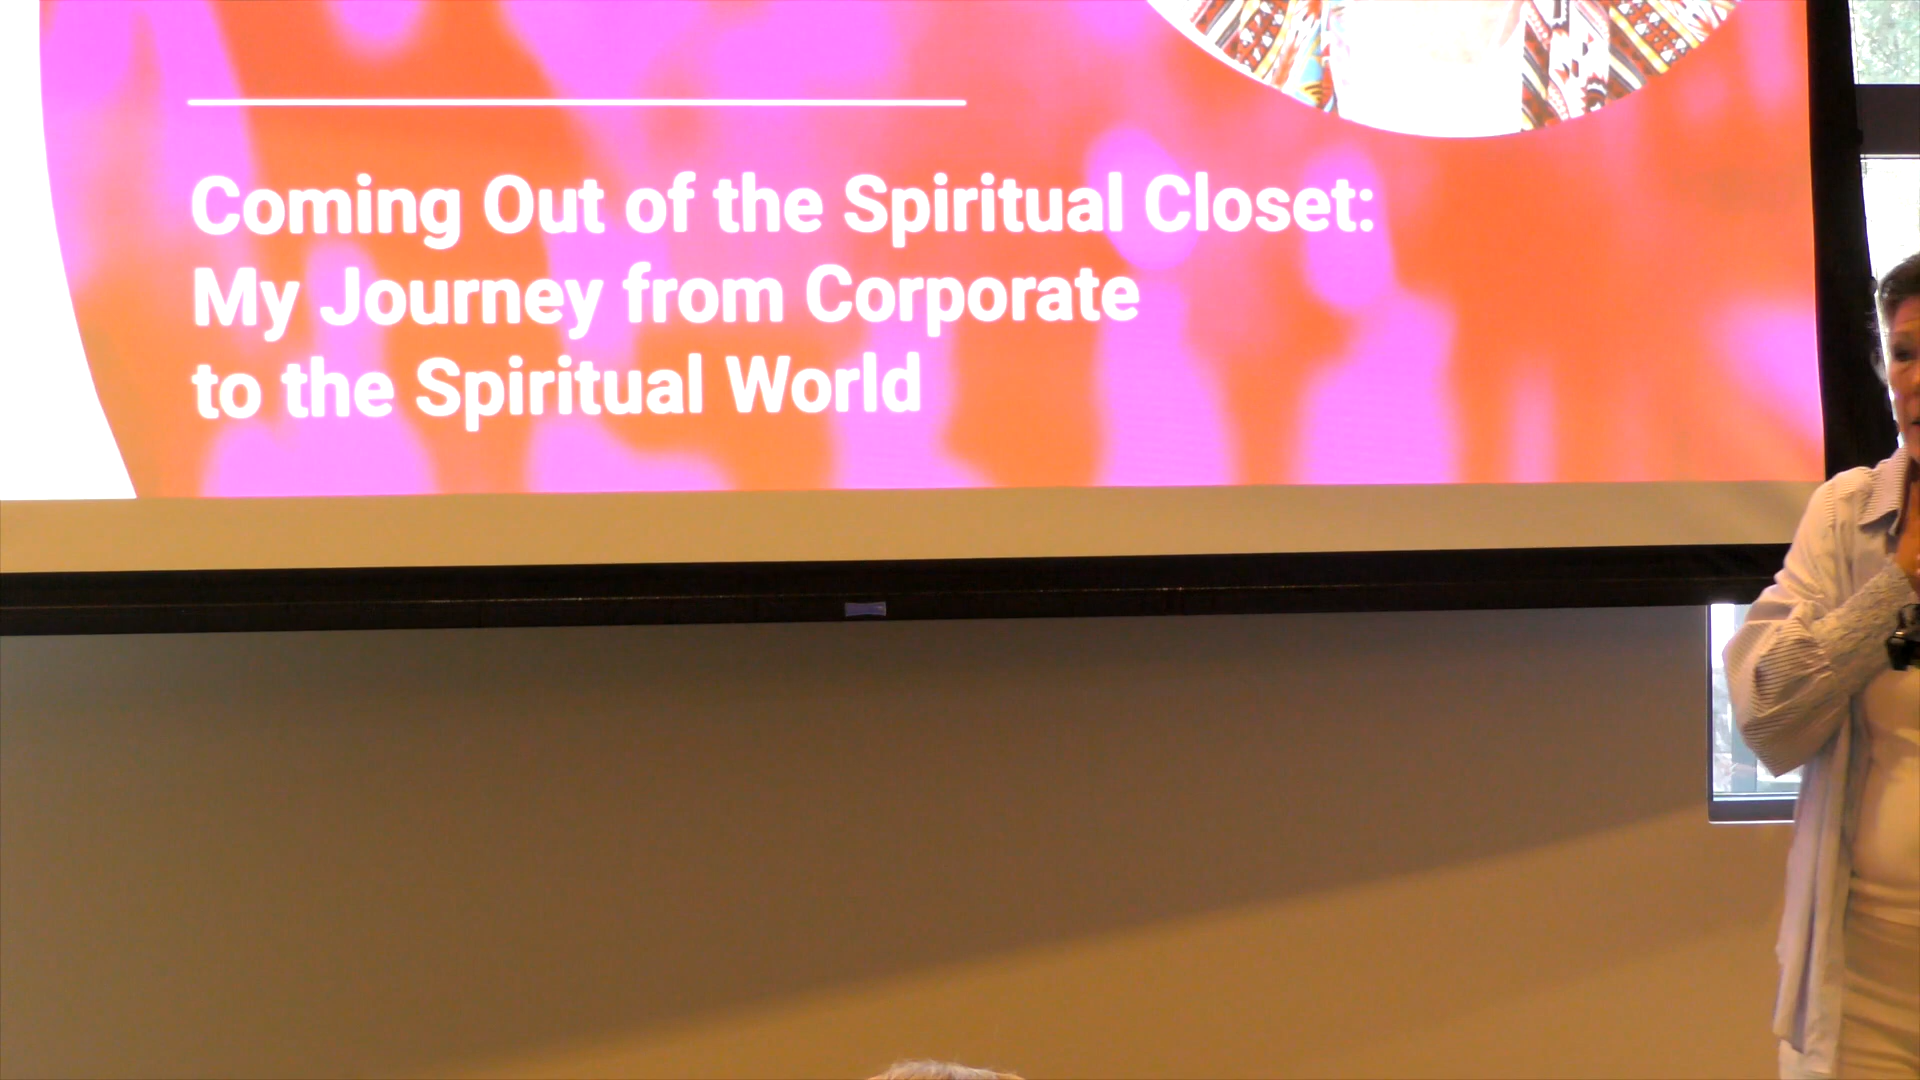 Coming Out of the Spiritual Closet:
My Journey from Corporate
to the Spiritual World